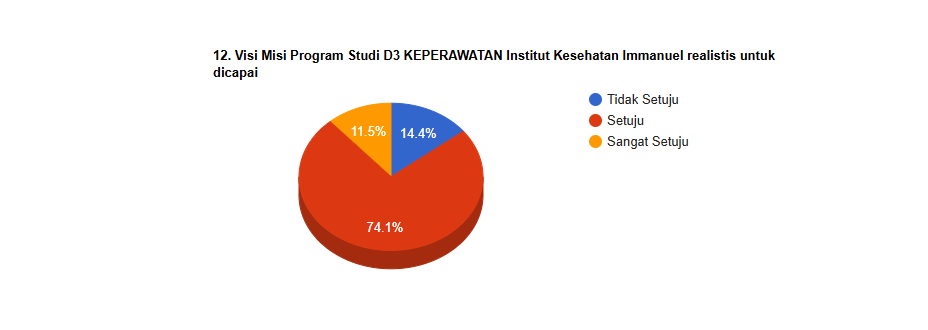 12. Visi Misi Program Studi D3 KEPERAWATAN Institut Kesehatan Immanuel realistis untuk
dicapai
Tidak Setuju
Setuju
Sangat Setuju
11.5%
14.4%
74.1%